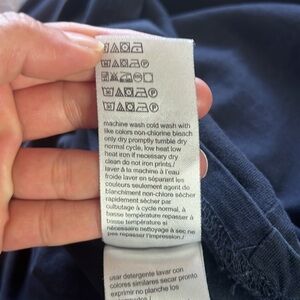 machine wash cold wash with
like colors non-chlorine bleach
only dry promptly tumble dry
normal cycle, low heat low
heat iron if necessary dry
clean do not iron prints./
laver à la machine à l'eau
froide laver en séparant les
couleurs seulement agent de
blanchiment non-chloro sécher
rapidement sécher par
culbutage à cycle normal, à
basse température repasser à
basse température si
nécessaire nettoyage à sec ne
pas repasser l'impression./
usar detergente lavar con
colores similares secar pronto
exprimir no planche los